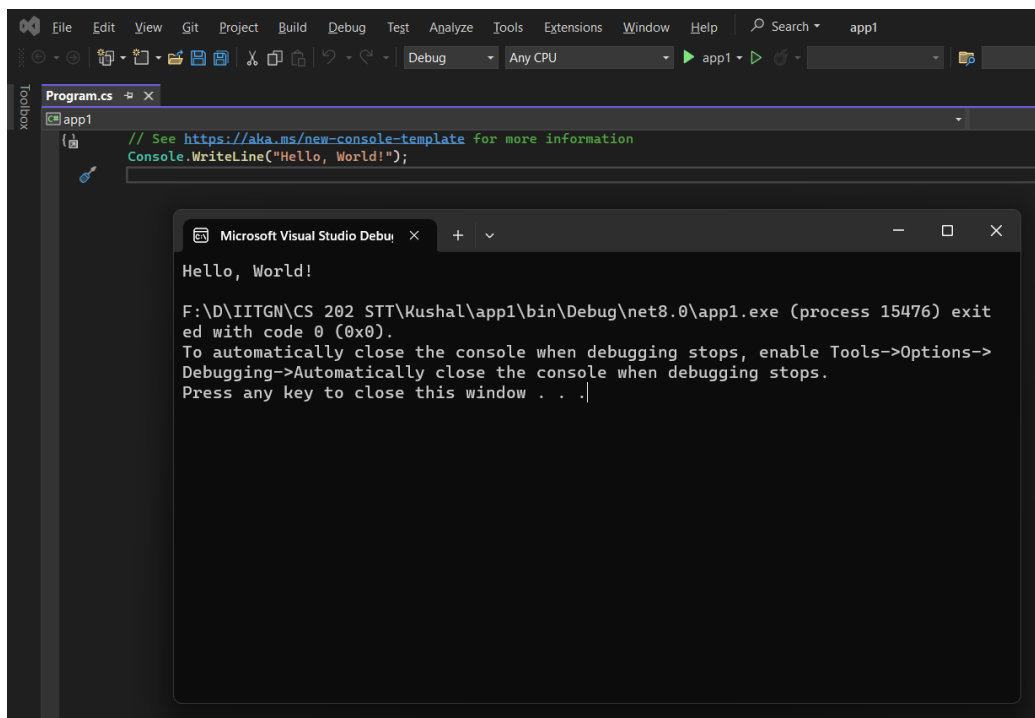 File Edit View Git Project Build Debug Test Analyze Tools Extensions Window Help Search app1
Debug Any CPU app1
Toolbox
Program.cs
app1
// See https://aka.ms/new-console-template for more information
Console.WriteLine("Hello, World!");
Microsoft Visual Studio Debu
Hello, World!
F:\D\IITGN\CS 202 STT\Kushal\app1\bin\Debug\net8.0\app1.exe (process 15476) exit
ed with code 0 (0x0).
To automatically close the console when debugging stops, enable Tools->Options->
Debugging->Automatically close the console when debugging stops.
Press any key to close this window . . .